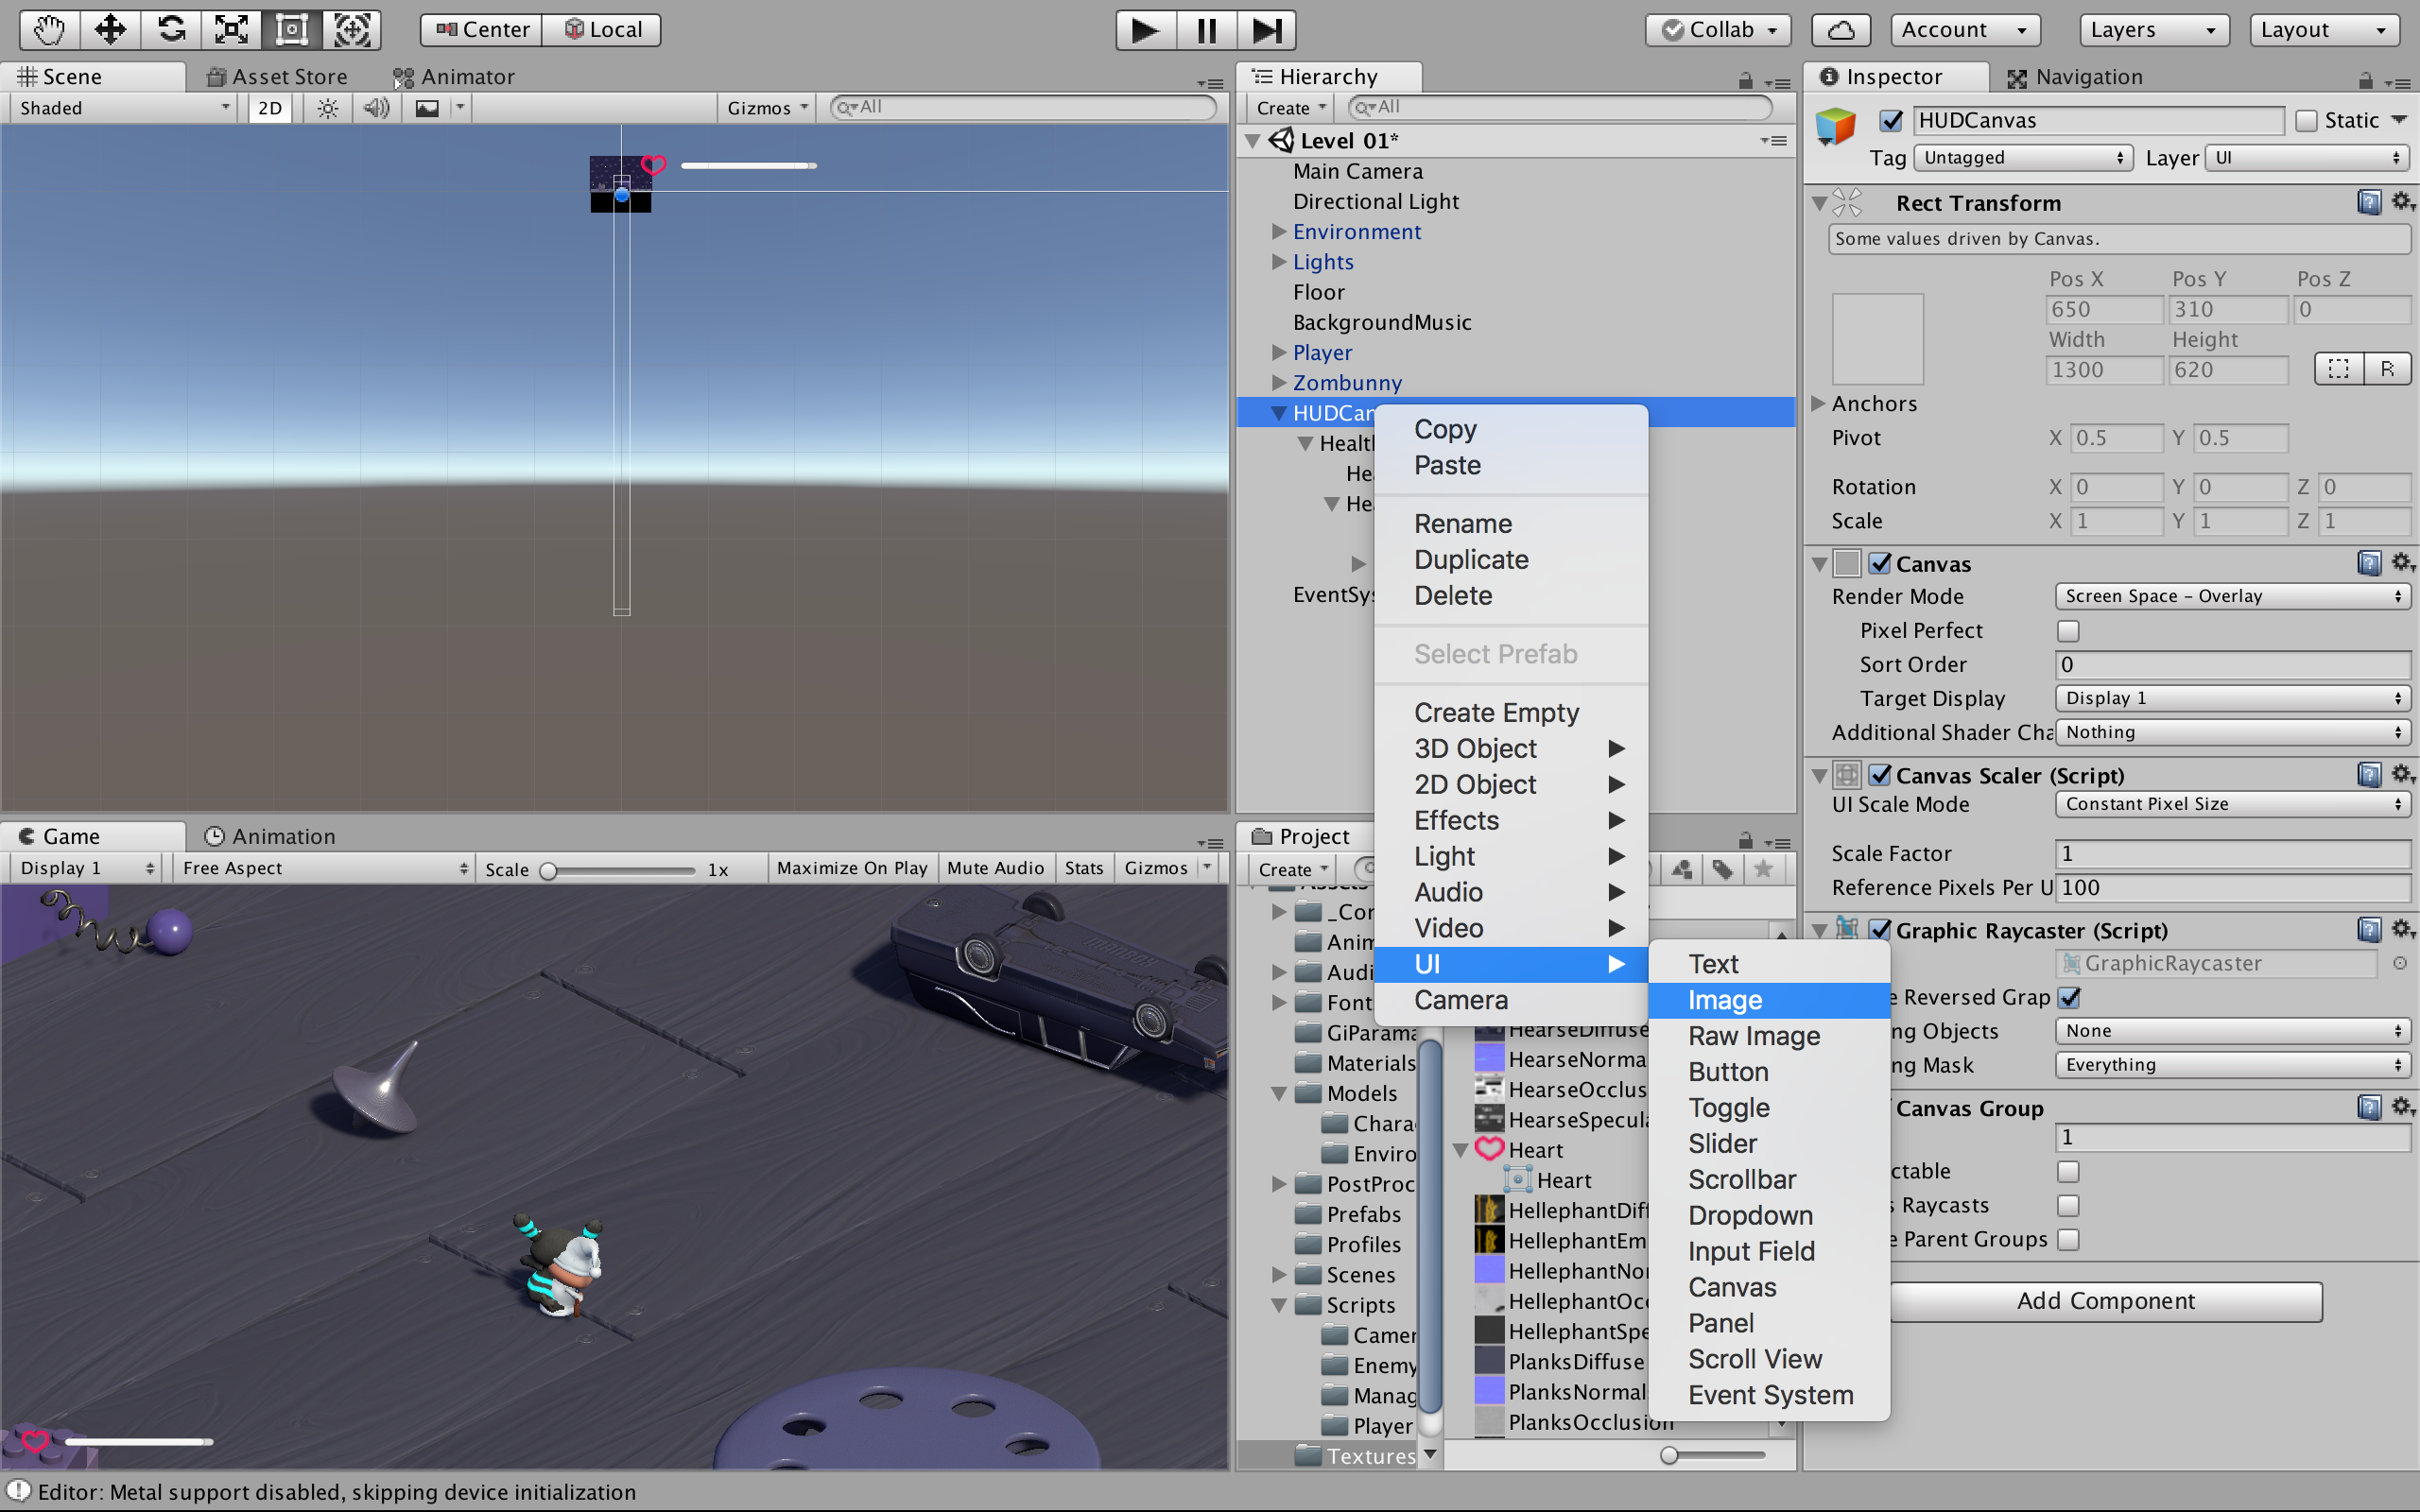 Center Local Collab Account Layers Layout
Scene Asset Store Animator
Shaded 2D Gizmos All
Hierarchy
Create All
Level 01*
Main Camera
Directional Light
Environment
Lights
Floor
BackgroundMusic
Player
Zombunny
HUDCan
Health
Hea
Hea
EventSys
Copy
Paste
Rename
Duplicate
Delete
Select Prefab
Create Empty
3D Object
2D Object
Effects
Light
Audio
Video
UI
Camera
Text
Image
Raw Image
Button
Toggle
Slider
Scrollbar
Dropdown
Input Field
Canvas
Panel
Scroll View
Event System
Inspector Navigation
HUDCanvas Static
Tag Untagged Layer UI
Rect Transform
Some values driven by Canvas.
Pos X Pos Y Pos Z
650 310 0
Width Height
1300 620 R
Anchors
Pivot X 0.5 Y 0.5
Rotation X 0 Y 0 Z 0
Scale X 1 Y 1 Z 1
Canvas
Render Mode Screen Space - Overlay
Pixel Perfect
Sort Order 0
Target Display Display 1
Additional Shader Cha Nothing
Canvas Scaler (Script)
UI Scale Mode Constant Pixel Size
Scale Factor 1
Reference Pixels Per U 100
Graphic Raycaster (Script)
GraphicRaycaster
e Reversed Grap
ng Objects None
ng Mask Everything
Canvas Group
1
ctable
s Raycasts
e Parent Groups
Add Component
Game Animation
Display 1 Free Aspect Scale 1x Maximize On Play Mute Audio Stats Gizmos
Project
Create
Assets
_Cor
Anim
Audi
Font
GiParama
Materials
Models
Chara
Enviro
PostProc
Prefabs
Profiles
Scenes
Scripts
Camer
Enemy
Manag
Player
Textures
HearseDiffuse
HearseNorma
HearseOcclus
HearseSpecula
Heart
Heart
HellephantDiff
HellephantEm
HellephantNor
HellephantOcc
HellephantSpe
PlanksDiffuse
PlanksNormal
PlanksOcclusion
Editor: Metal support disabled, skipping device initialization